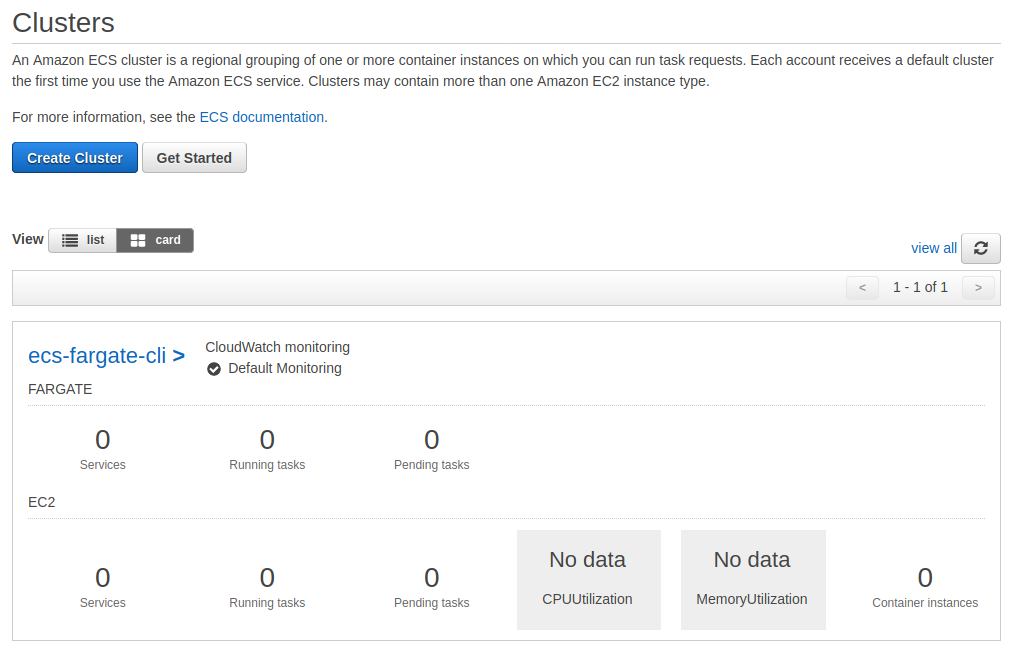 Clusters
An Amazon ECS cluster is a regional grouping of one or more container instances on which you can run task requests. Each account receives a default cluster
the first time you use the Amazon ECS service. Clusters may contain more than one Amazon EC2 instance type.
For more information, see the ECS documentation.
Create Cluster Get Started
View list card
view all
< 1 - 1 of 1 >
ecs-fargate-cli >
CloudWatch monitoring
Default Monitoring
FARGATE
0 0 0
Services Running tasks Pending tasks
EC2
No data No data
0 0 0 0
CPUUtilization MemoryUtilization
Services Running tasks Pending tasks Container instances